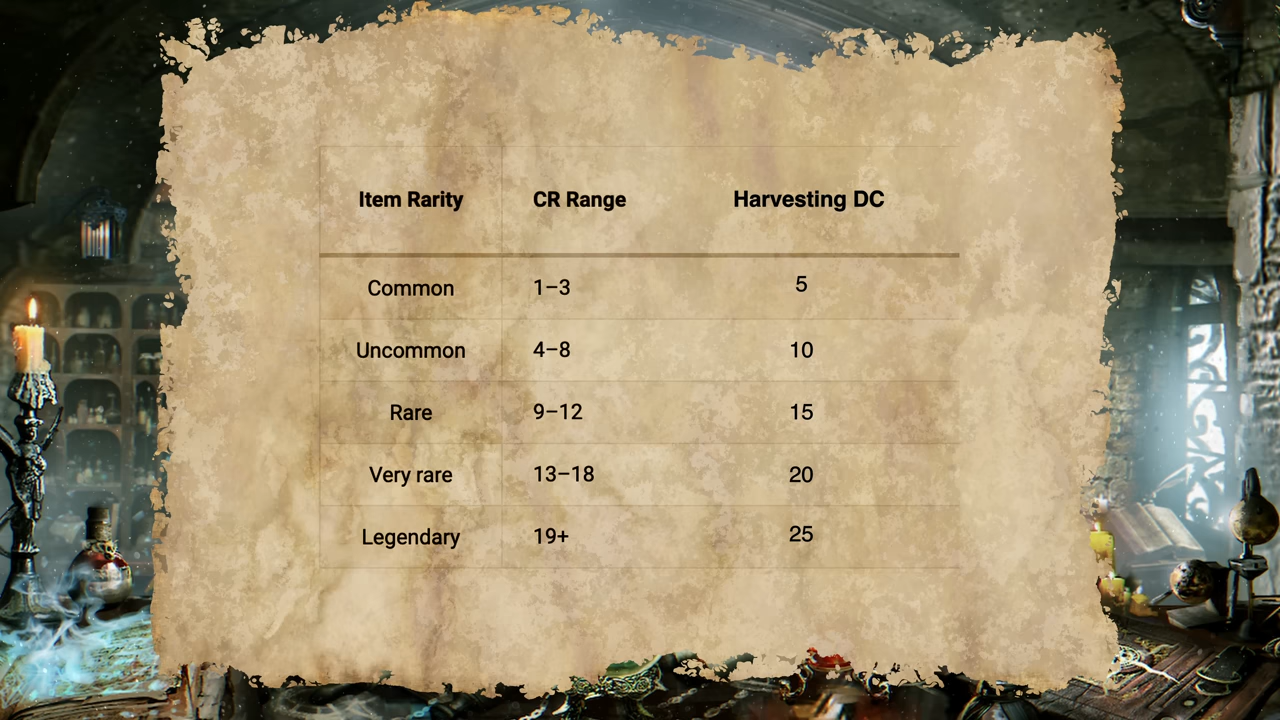 Item Rarity CR Range Harvesting DC
Common 1–3 5
Uncommon 4–8 10
Rare 9–12 15
Very rare 13–18 20
Legendary 19+ 25